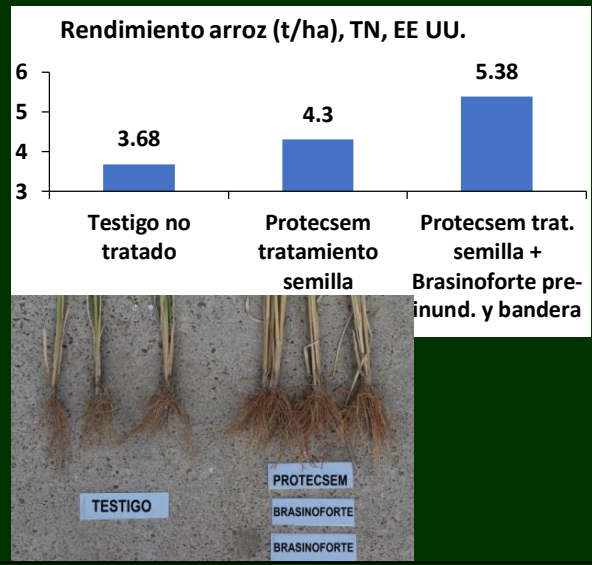 Rendimiento arroz (t/ha), TN, EE UU.
6
5
4
3
3.68
4.3
5.38
Testigo no
tratado
Protecsem
tratamiento
semilla
Protecsem trat.
semilla +
Brasinoforte pre-
inund. y bandera
TESTIGO
PROTECSEM
BRASINOFORTE
BRASINOFORTE